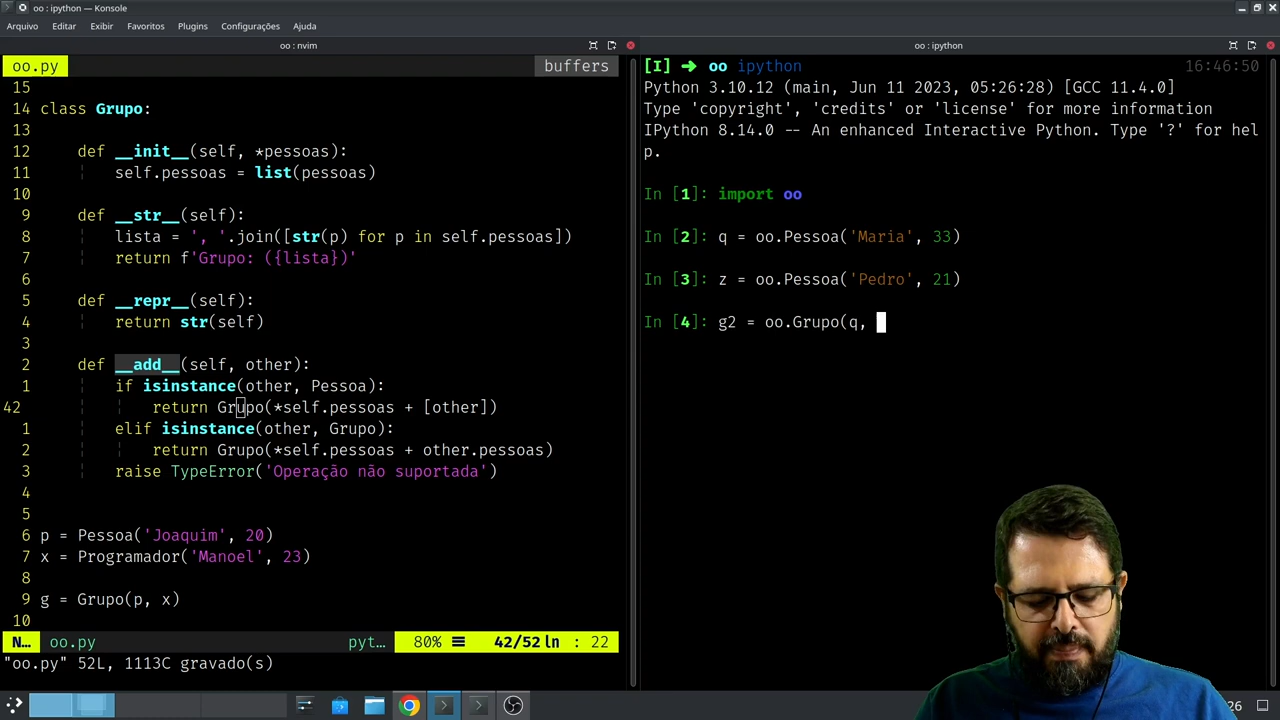 oo : ipython — Konsole
Arquivo Editar Exibir Favoritos Plugins Configurações Ajuda
oo : nvim
oo.py buffers
15
14 class Grupo:
13
12 def __init__(self, *pessoas):
11 self.pessoas = list(pessoas)
10
9 def __str__(self):
8 lista = ', '.join([str(p) for p in self.pessoas])
7 return f'Grupo: ({lista})'
6
5 def __repr__(self):
4 return str(self)
3
2 def __add__(self, other):
1 if isinstance(other, Pessoa):
42 return Grupo(*self.pessoas + [other])
1 elif isinstance(other, Grupo):
2 return Grupo(*self.pessoas + other.pessoas)
3 raise TypeError('Operação não suportada')
4
5
6 p = Pessoa('Joaquim', 20)
7 x = Programador('Manoel', 23)
8
9 g = Grupo(p, x)
10
N… oo.py pyt… 80% 42/52 ln : 22
"oo.py" 52L, 1113C gravado(s)
oo : ipython
[I] ➜ oo ipython 16:46:50
Python 3.10.12 (main, Jun 11 2023, 05:26:28) [GCC 11.4.0]
Type 'copyright', 'credits' or 'license' for more information
IPython 8.14.0 -- An enhanced Interactive Python. Type '?' for hel
p.
In [1]: import oo
In [2]: q = oo.Pessoa('Maria', 33)
In [3]: z = oo.Pessoa('Pedro', 21)
In [4]: g2 = oo.Grupo(q,